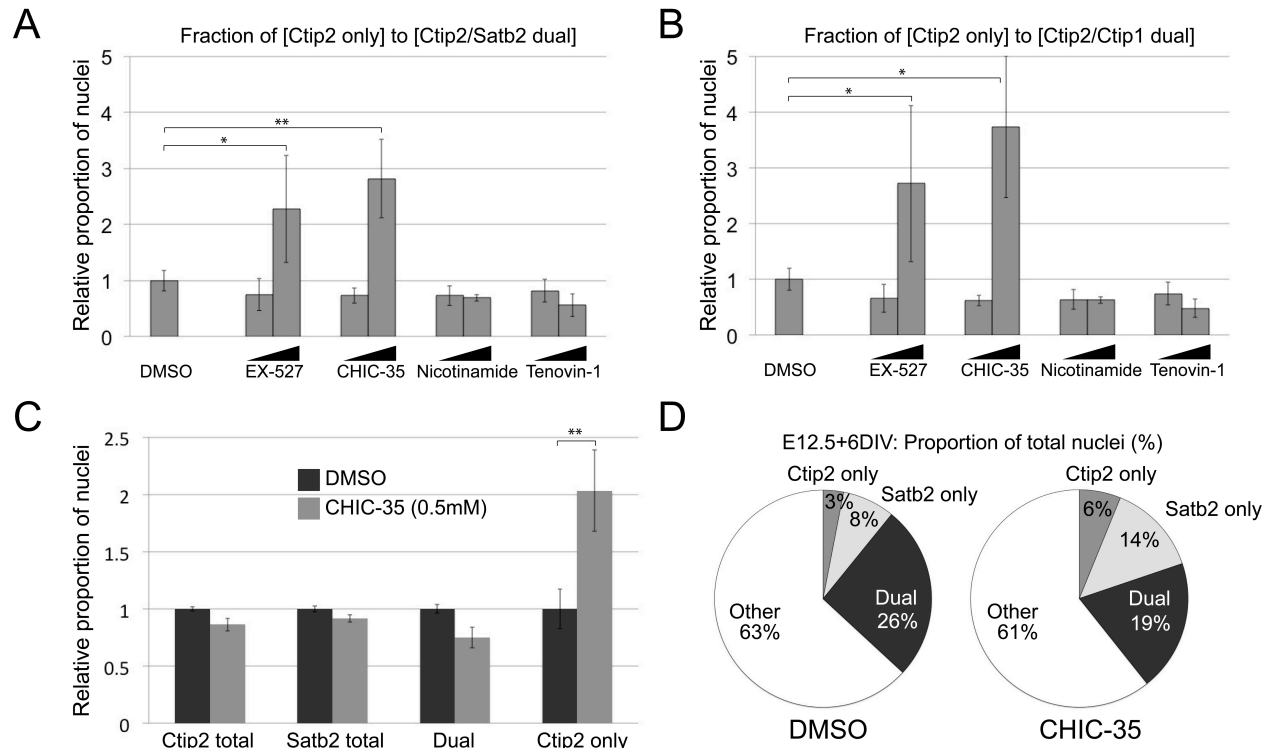 A
Fraction of [Ctip2 only] to [Ctip2/Satb2 dual]
Relative proportion of nuclei
5
4
3
2
1
0
*
**
DMSO
EX-527
CHIC-35
Nicotinamide
Tenovin-1
B
Fraction of [Ctip2 only] to [Ctip2/Ctip1 dual]
Relative proportion of nuclei
5
4
3
2
1
0
*
*
DMSO
EX-527
CHIC-35
Nicotinamide
Tenovin-1
C
Relative proportion of nuclei
2.5
2
1.5
1
0.5
0
DMSO
CHIC-35 (0.5mM)
**
Ctip2 total
Satb2 total
Dual
Ctip2 only
D
E12.5+6DIV: Proportion of total nuclei (%)
Ctip2 only
3%
Satb2 only
8%
Dual
26%
Other
63%
DMSO
Ctip2 only
6%
Satb2 only
14%
Dual
19%
Other
61%
CHIC-35